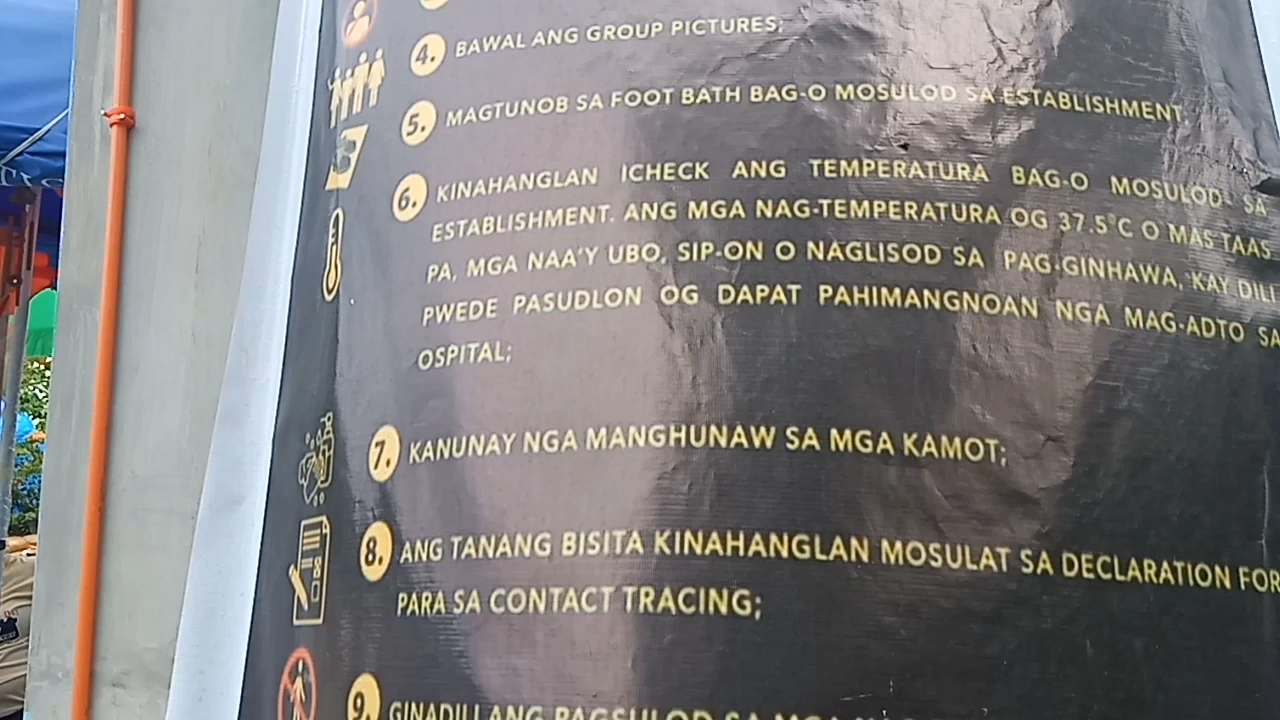 4. BAWAL ANG GROUP PICTURES;
5. MAGTUNOB SA FOOT BATH BAG-O MOSULOD SA ESTABLISHMENT
6. KINAHANGLAN ICHECK ANG TEMPERATURA BAG-O MOSULOD SA
ESTABLISHMENT. ANG MGA NAG-TEMPERATURA OG 37.5°C O MAS TAAS
PA, MGA NAA'Y UBO, SIP-ON O NAGLISOD SA PAG-GINHAWA, KAY DILI
PWEDE PASUDLON OG DAPAT PAHIMANGNOAN NGA MAG-ADTO SA
OSPITAL;
7. KANUNAY NGA MANGHUNAW SA MGA KAMOT;
8. ANG TANANG BISITA KINAHANGLAN MOSULAT SA DECLARATION
PARA SA CONTACT TRACING;
9. GINADILI ANG PAGSULOD SA MGA